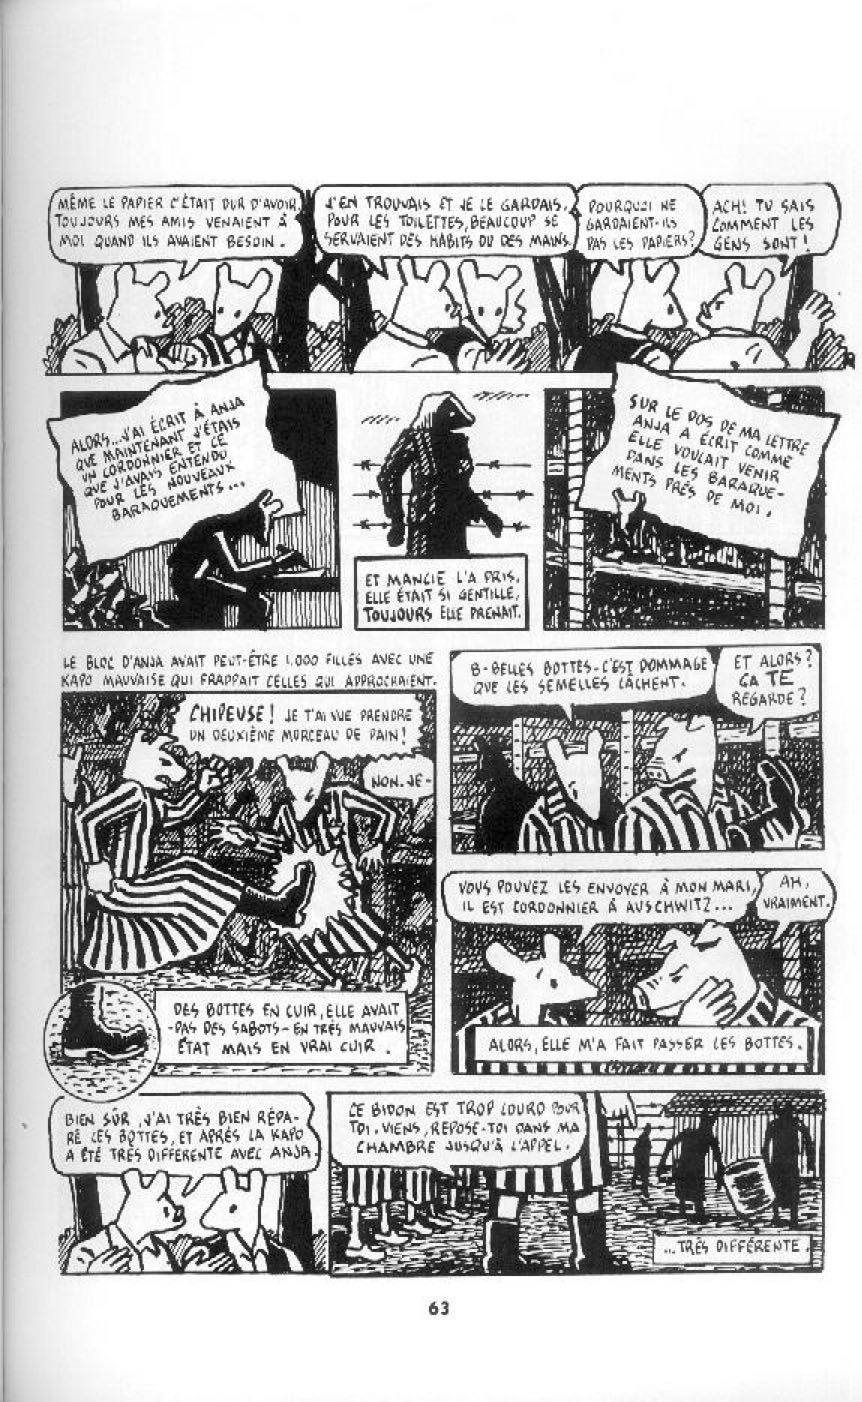 MÊME LE PAPIER C'ÉTAIT DUR D'AVOIR.
TOUJOURS MES AMIS VENAIENT À
MOI QUAND ILS AVAIENT BESOIN.
J'EN TROUVAIS ET JE LE GARDAIS.
POUR LES TOILETTES, BEAUCOUP SE
SERVAIENT DES HABITS OU DES MAINS.
POURQUOI NE
GARDAIENT-ILS
PAS LES PAPIERS?
ACH! TU SAIS
COMMENT LES
GENS SONT!
ALORS...J'AI ÉCRIT À ANJA
QUE MAINTENANT J'ÉTAIS
UN CORDONNIER ET CE
QUE J'AVAIS ENTENDU
POUR LES NOUVEAUX
BARAQUEMENTS...
ET MANCIE L'A PRIS.
ELLE ÉTAIT SI GENTILLE,
TOUJOURS ELLE PRENAIT.
SUR LE DOS DE MA LETTRE
ANJA A ÉCRIT COMME
ELLE VOULAIT VENIR
DANS LES BARAQUE-
MENTS PRÈS DE MOI.
LE BLOC D'ANJA AVAIT PEUT-ÊTRE 1.000 FILLES AVEC UNE
KAPO MAUVAISE QUI FRAPPAIT CELLES QUI APPROCHAIENT.
CHIPEUSE! JE T'AI VUE PRENDRE
UN DEUXIÈME MORCEAU DE PAIN!
NON. JE-
DES BOTTES EN CUIR, ELLE AVAIT
-PAS DES SABOTS- EN TRÈS MAUVAIS
ÉTAT MAIS EN VRAI CUIR.
B-BELLES BOTTES-C'EST DOMMAGE
QUE LES SEMELLES LÂCHENT.
ET ALORS?
ÇA TE
REGARDE?
VOUS POUVEZ LES ENVOYER À MON MARI,
IL EST CORDONNIER À AUSCHWITZ...
AH,
VRAIMENT.
ALORS, ELLE M'A FAIT PASSER LES BOTTES.
BIEN SÛR, J'AI TRÈS BIEN RÉPA-
RÉ LES BOTTES, ET APRÈS LA KAPO
A ÉTÉ TRÈS DIFFÉRENTE AVEC ANJA.
CE BIDON EST TROP LOURD POUR
TOI. VIENS, REPOSE-TOI DANS MA
CHAMBRE JUSQU'À L'APPEL.
...TRÈS DIFFÉRENTE.
63